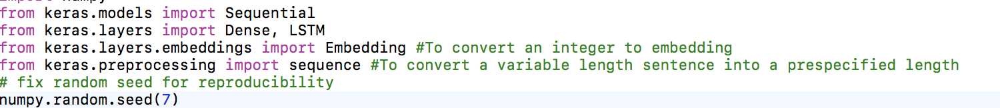 import numpy
from keras.models import Sequential
from keras.layers import Dense, LSTM
from keras.layers.embeddings import Embedding #To convert an integer to embedding
from keras.preprocessing import sequence #To convert a variable length sentence into a prespecified length
# fix random seed for reproducibility
numpy.random.seed(7)